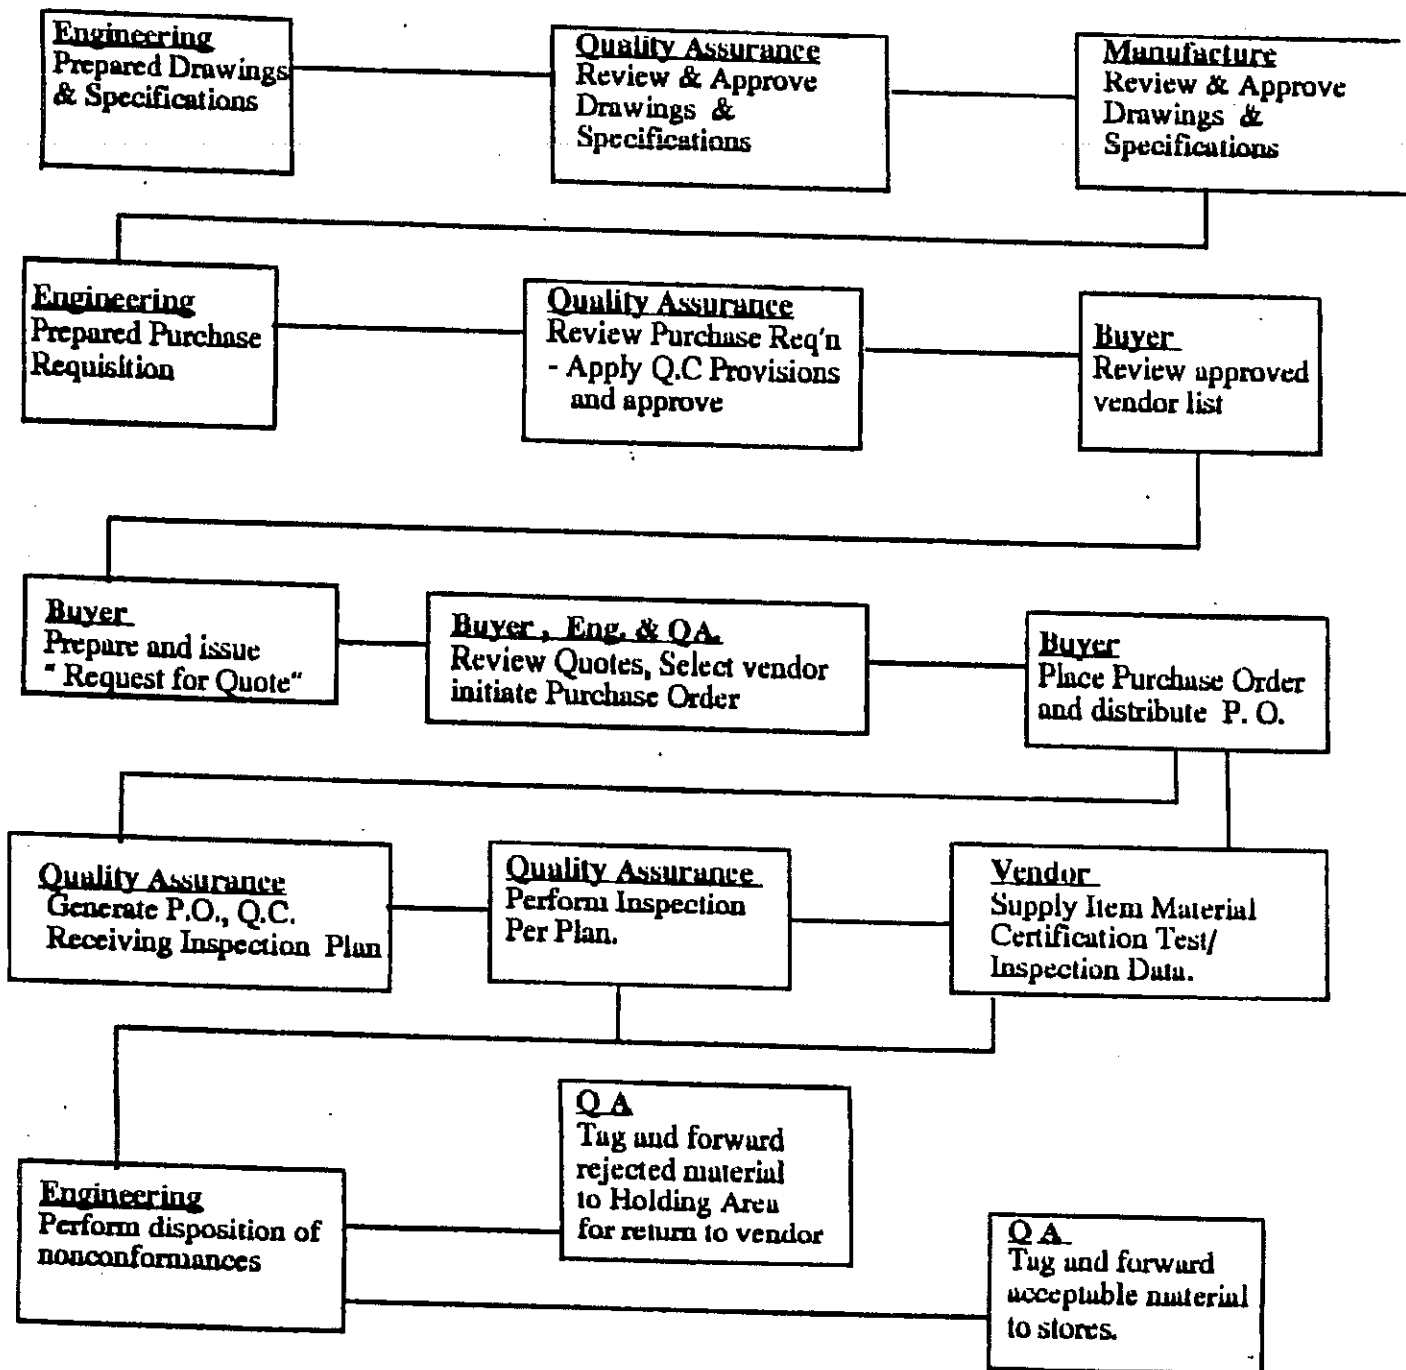 Engineering
Prepared Drawings
& Specifications
Quality Assurance
Review & Approve
Drawings &
Specifications
Manufacture
Review & Approve
Drawings &
Specifications
Engineering
Prepared Purchase
Requisition
Quality Assurance
Review Purchase Req'n
- Apply Q.C Provisions
and approve
Buyer
Review approved
vendor list
Buyer
Prepare and issue
" Request for Quote"
Buyer , Eng. & QA.
Review Quotes, Select vendor
initiate Purchase Order
Buyer
Place Purchase Order
and distribute P. O.
Quality Assurance
Generate P.O., Q.C.
Receiving Inspection Plan
Quality Assurance
Perform Inspection
Per Plan.
Vendor
Supply Item Material
Certification Test/
Inspection Data.
Engineering
Perform disposition of
nonconformances
Q A
Tag and forward
rejected material
to Holding Area
for return to vendor
Q A
Tag and forward
acceptable material
to stores.